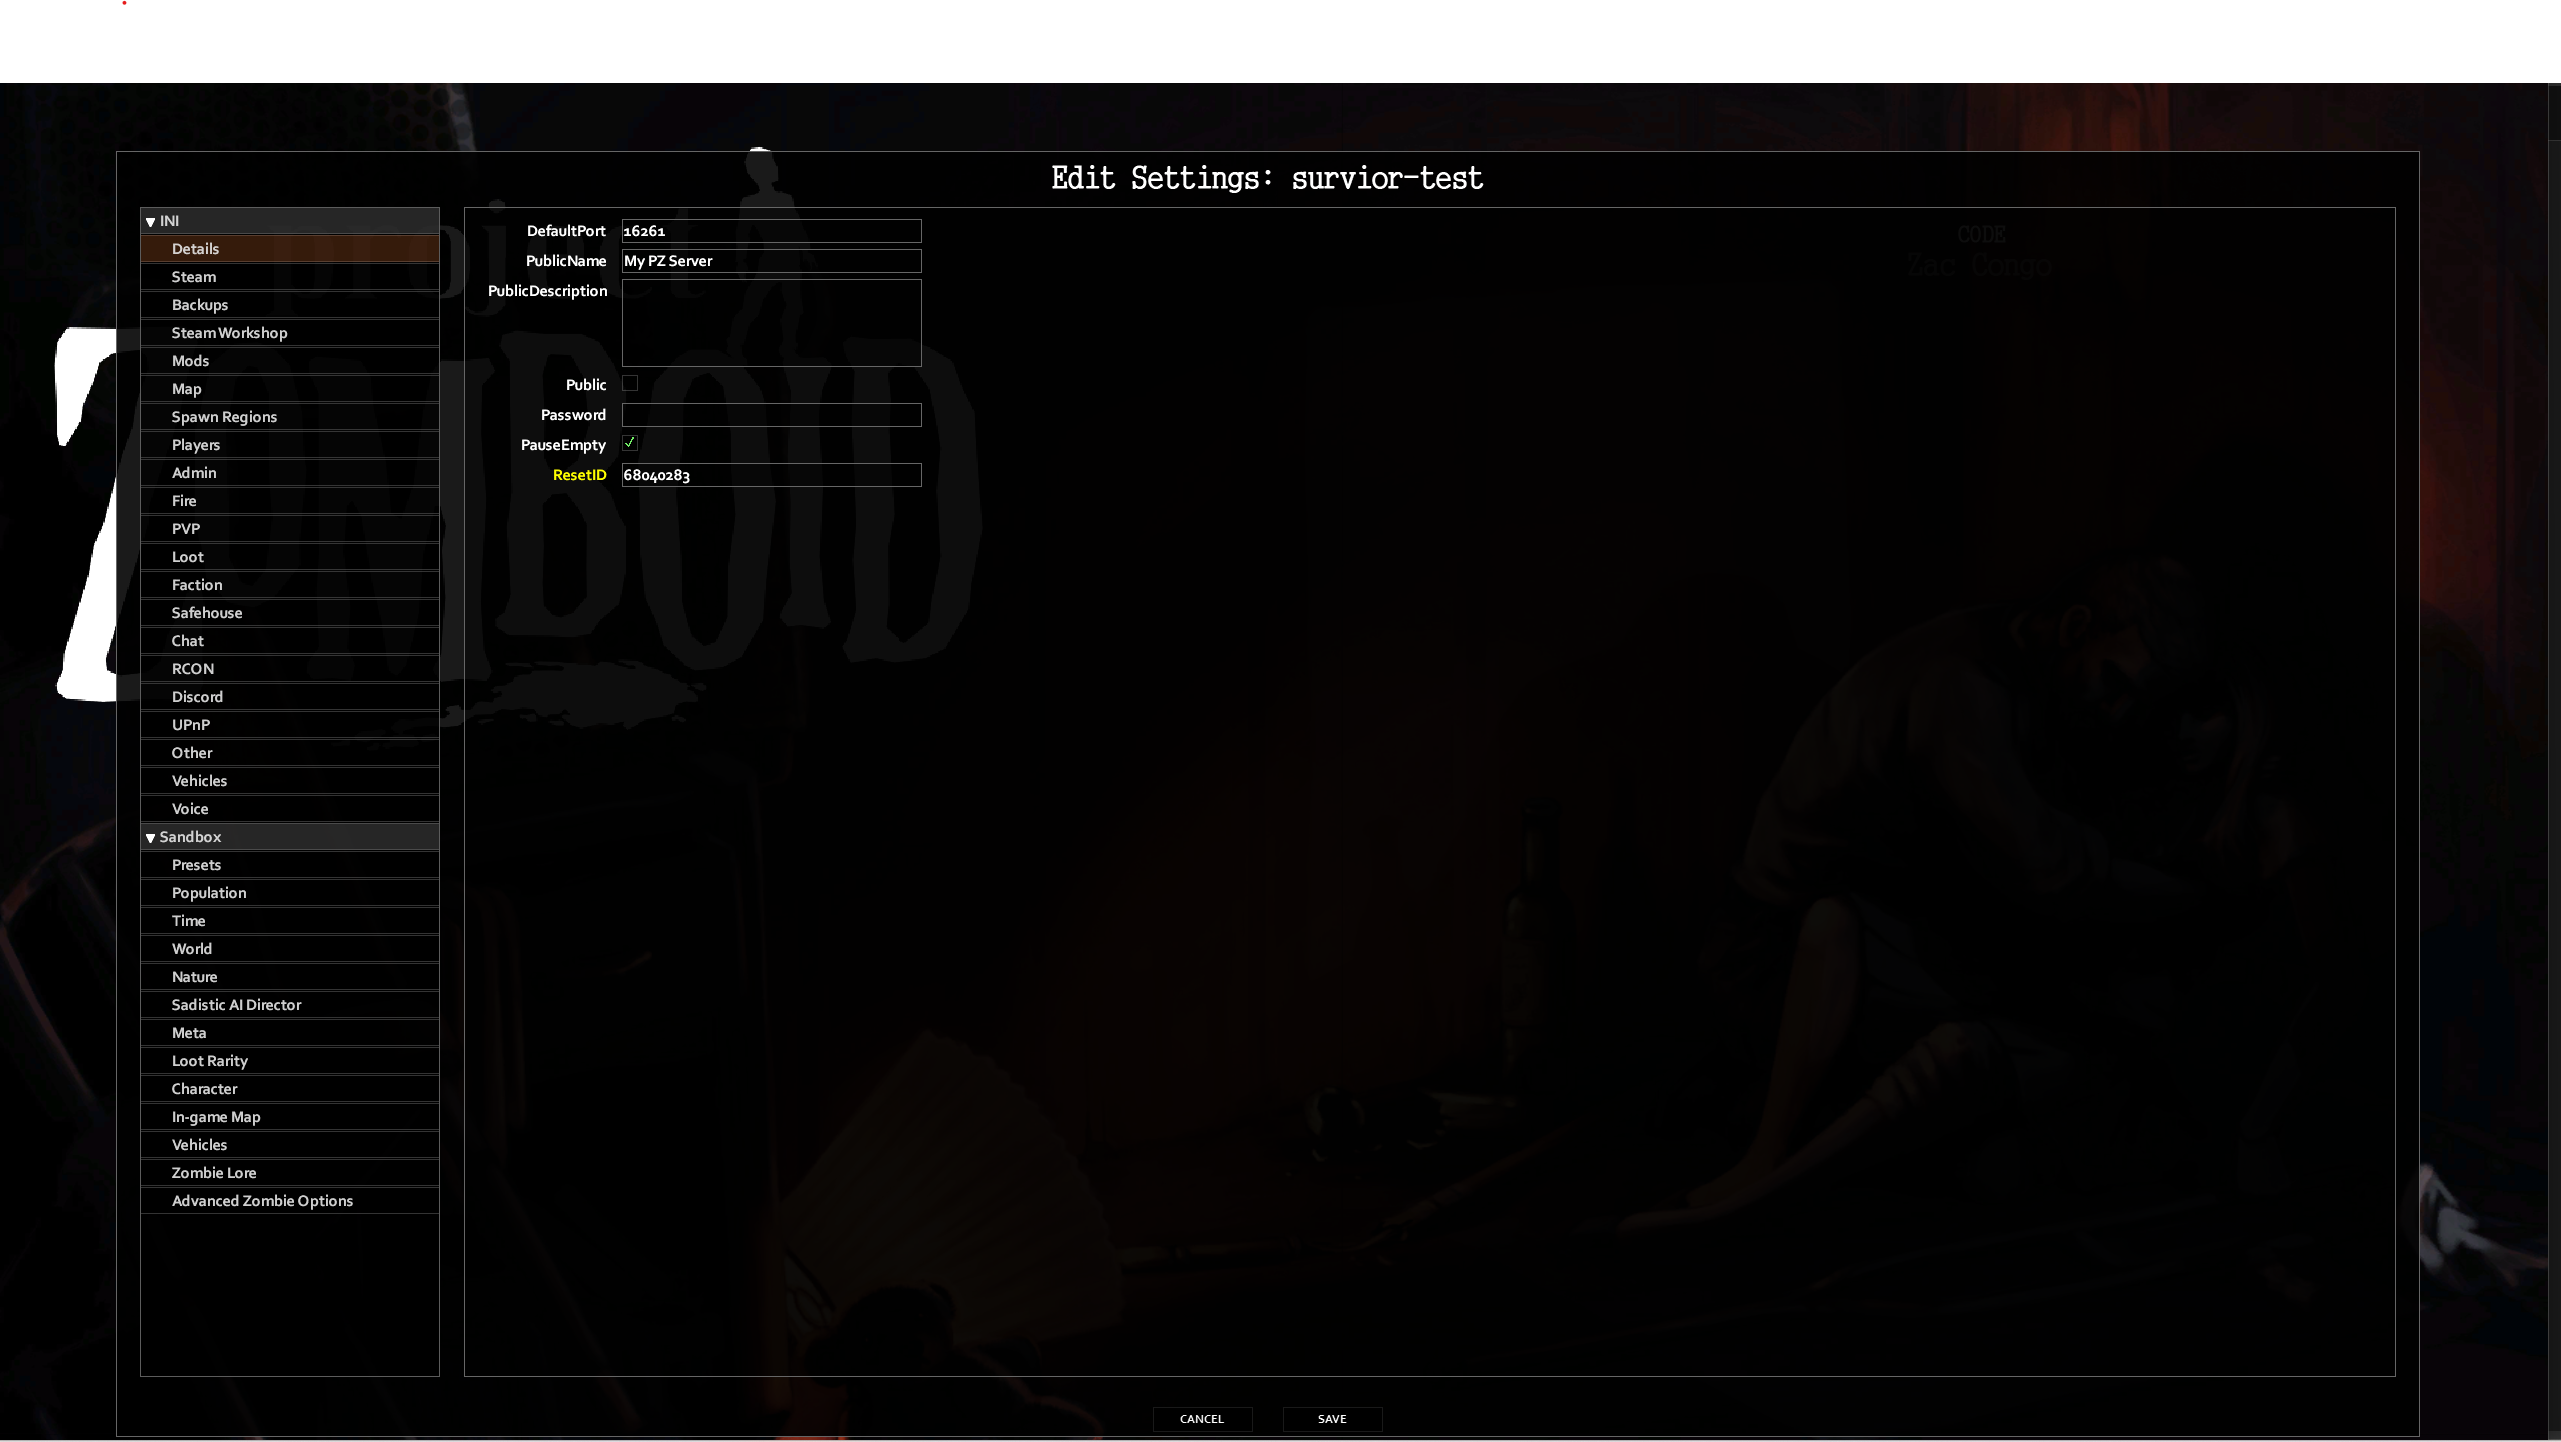 Edit Settings: survior-test
INI
Details
Steam
Backups
Steam Workshop
Mods
Map
Spawn Regions
Players
Admin
Fire
PVP
Loot
Faction
Safehouse
Chat
RCON
Discord
UPnP
Other
Vehicles
Voice
Sandbox
Presets
Population
Time
World
Nature
Sadistic AI Director
Meta
Loot Rarity
Character
In-game Map
Vehicles
Zombie Lore
Advanced Zombie Options
DefaultPort 16261
PublicName My PZ Server
PublicDescription
Public
Password
PauseEmpty
ResetID 68040283
project
ZOMBOID
CODE
Zac Congo
CANCEL SAVE